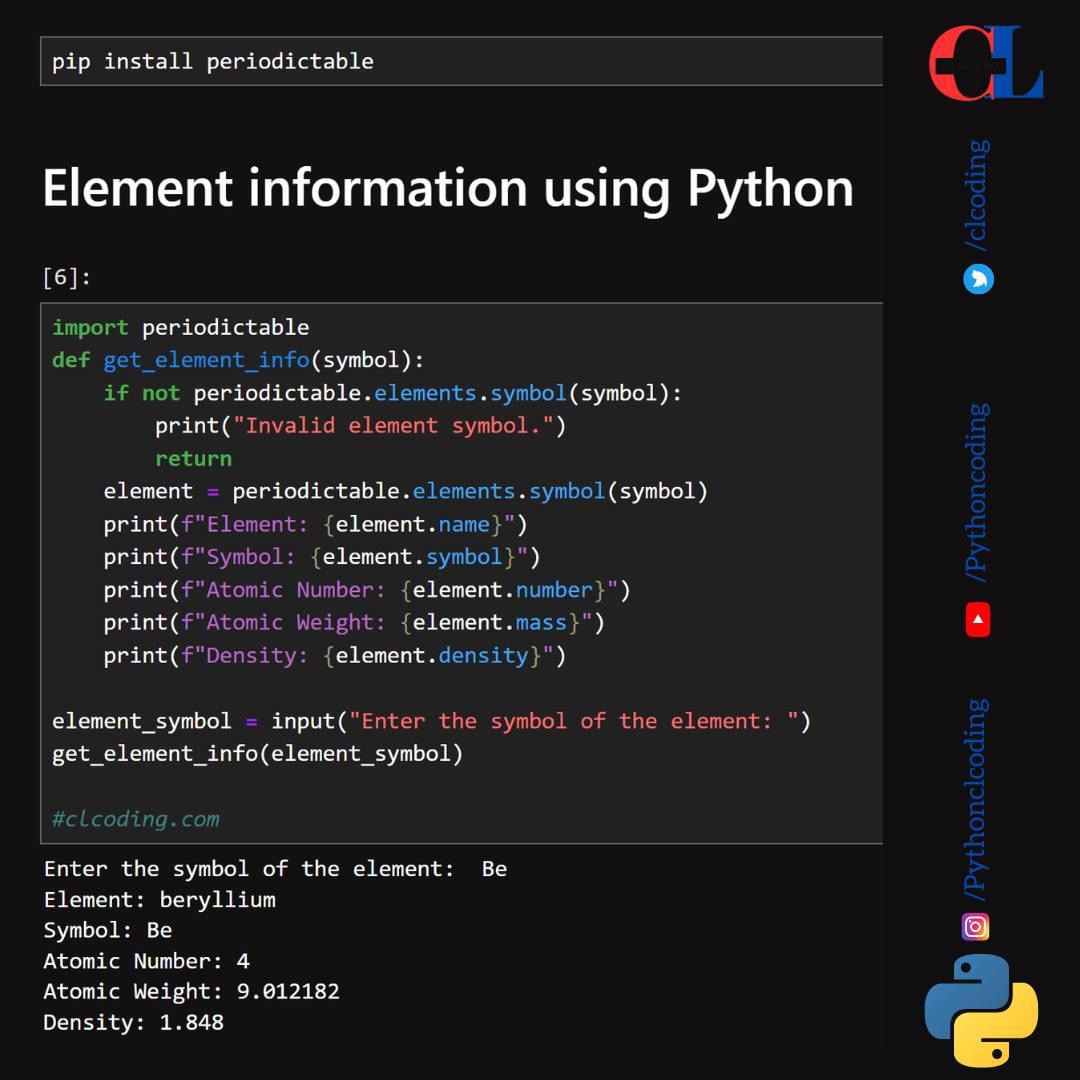 pip install periodictable
Element information using Python
[6]:
import periodictable
def get_element_info(symbol):
    if not periodictable.elements.symbol(symbol):
        print("Invalid element symbol.")
        return
    element = periodictable.elements.symbol(symbol)
    print(f"Element: {element.name}")
    print(f"Symbol: {element.symbol}")
    print(f"Atomic Number: {element.number}")
    print(f"Atomic Weight: {element.mass}")
    print(f"Density: {element.density}")
element_symbol = input("Enter the symbol of the element: ")
get_element_info(element_symbol)
#clcoding.com
Enter the symbol of the element:  Be
Element: beryllium
Symbol: Be
Atomic Number: 4
Atomic Weight: 9.012182
Density: 1.848
CL
/clcoding
/Pythoncoding
/Pythonclcoding